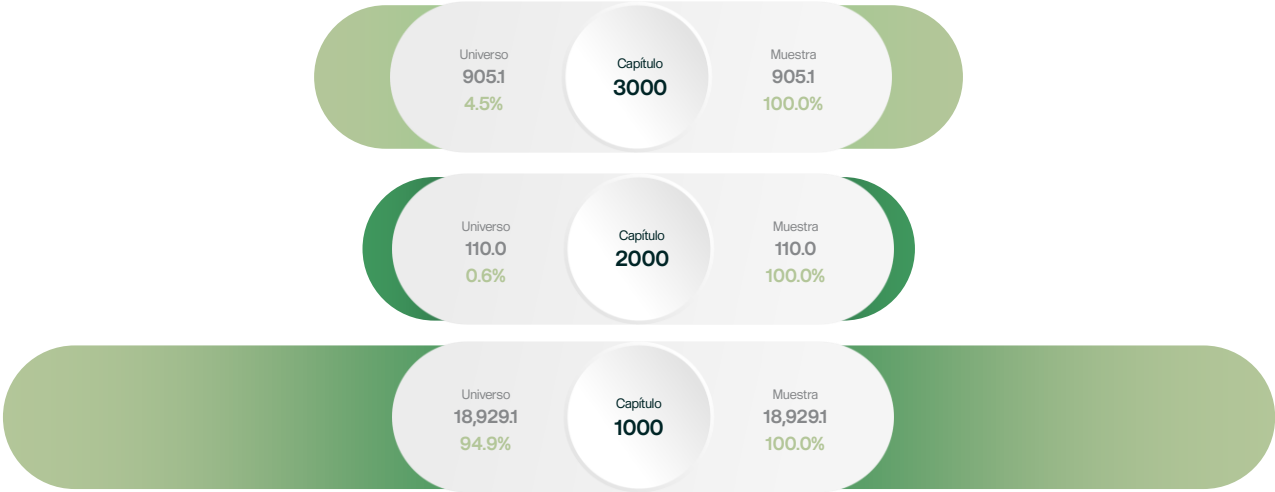 Universo
905.1
4.5%
Capítulo
3000
Muestra
905.1
100.0%
Universo
110.0
0.6%
Capítulo
2000
Muestra
110.0
100.0%
Universo
18,929.1
94.9%
Capítulo
1000
Muestra
18,929.1
100.0%